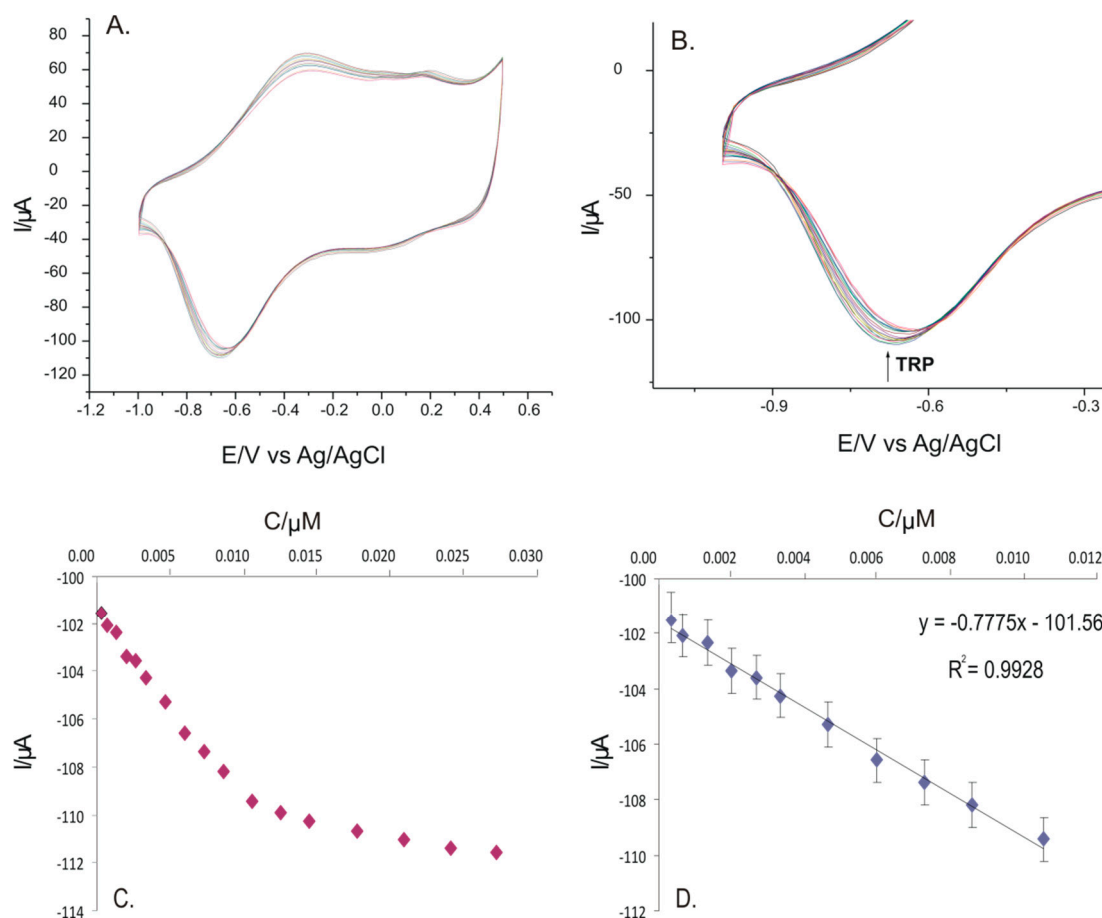 A.
80
60
40
20
0
-20
-40
-60
-80
-100
-120
I/µA
-1.2 -1.0 -0.8 -0.6 -0.4 -0.2 0.0 0.2 0.4 0.6
E/V vs Ag/AgCl
B.
0
-50
-100
I/µA
TRP
-0.9 -0.6 -0.3
E/V vs Ag/AgCl
C/µM
0.00 0.005 0.010 0.015 0.020 0.025 0.030
-100
-102
-104
-106
-108
-110
-112
-114
I/µA
C.
C/µM
0.00 0.002 0.004 0.006 0.008 0.010 0.012
-100
-102
-104
-106
-108
-110
-112
I/µA
y = -0.7775x - 101.56
R²= 0.9928
D.